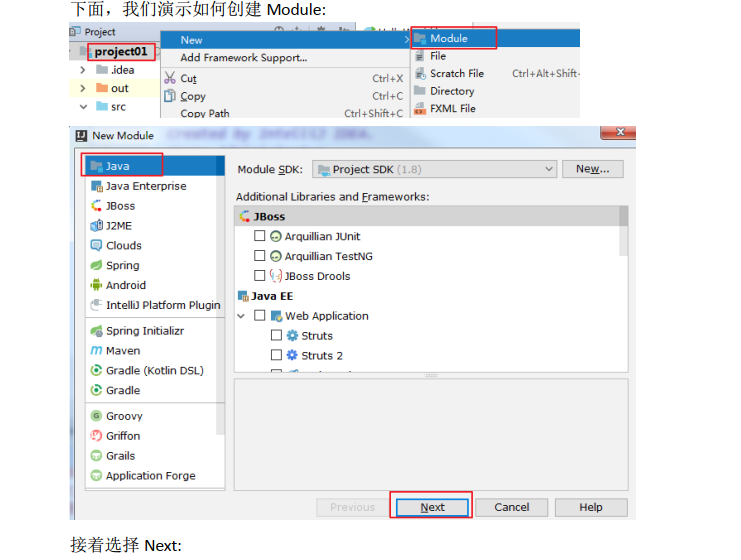 下面，我们演示如何创建 Module:
Project
project01
.idea
out
src
New
Add Framework Support...
Cut Ctrl+X
Copy Ctrl+C
Copy Path Ctrl+Shift+C
Module
File
Scratch File Ctrl+Alt+Shift-
Directory
FXML File
New Module created by IntelliJ IDEA.
Java
Java Enterprise
JBoss
J2ME
Clouds
Spring
Android
IntelliJ Platform Plugin
Spring Initializr
Maven
Gradle (Kotlin DSL)
Gradle
Groovy
Griffon
Grails
Application Forge
Module SDK: Project SDK (1.8) New...
Additional Libraries and Frameworks:
JBoss
Arquillian JUnit
Arquillian TestNG
JBoss Drools
Java EE
Web Application
Struts
Struts 2
Previous Next Cancel Help
接着选择 Next: